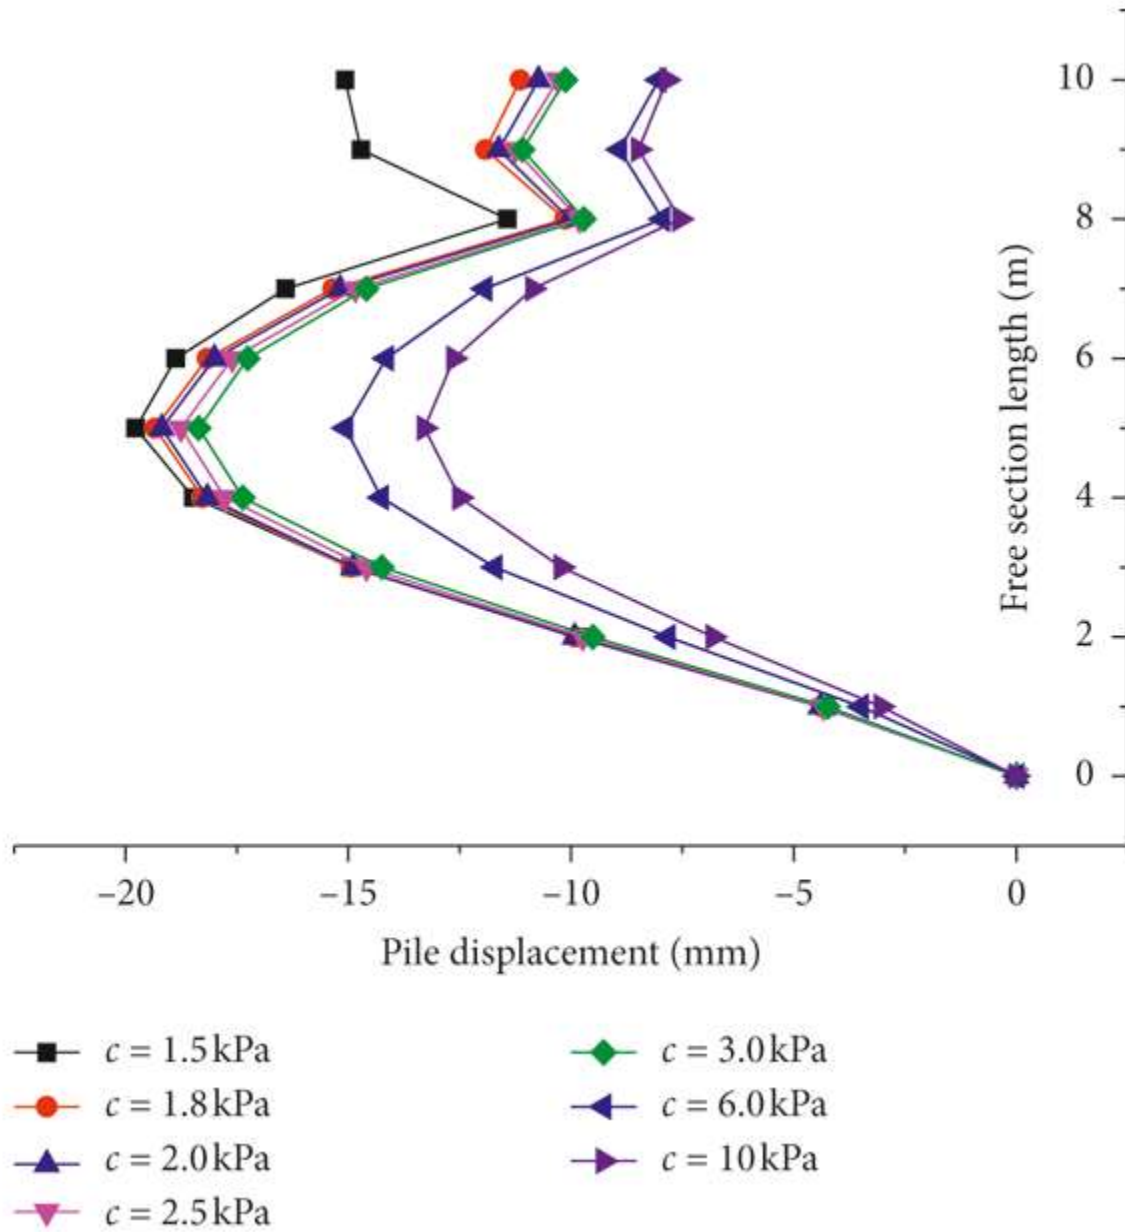 10
8
6
4
2
0
Free section length (m)
–20
–15
–10
–5
0
Pile displacement (mm)
c = 1.5 kPa
c = 1.8 kPa
c = 2.0 kPa
c = 2.5 kPa
c = 3.0 kPa
c = 6.0 kPa
c = 10 kPa